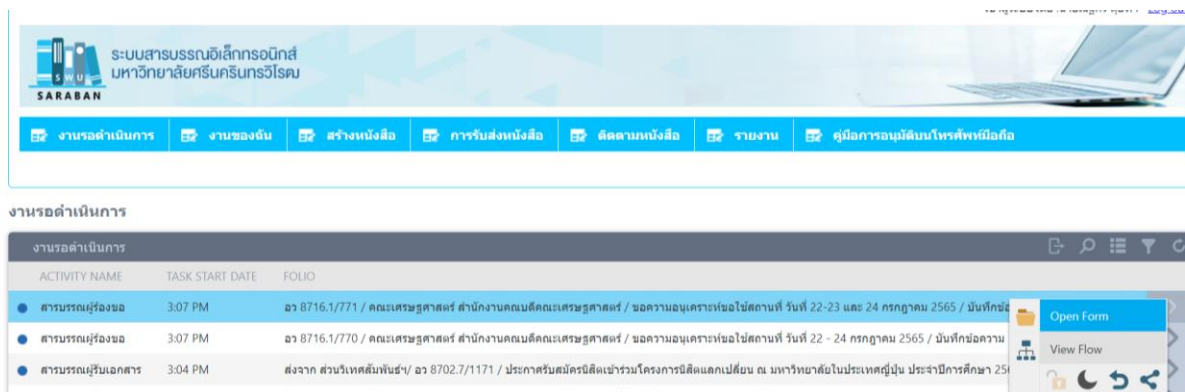 Log Out
SWU
SARABAN
ระบบสารบรรณอิเล็กทรอนิกส์
มหาวิทยาลัยศรีนครินทรวิโรฒ
งานรอดำเนินการ งานของฉัน สร้างหนังสือ การรับส่งหนังสือ ติดตามหนังสือ รายงาน คู่มือการอนุมัติบนโทรศัพท์มือถือ
งานรอดำเนินการ
งานรอดำเนินการ
ACTIVITY NAME TASK START DATE FOLIO
สารบรรณผู้ร้องขอ 3:07 PM อว 8716.1/771 / คณะเศรษฐศาสตร์ สำนักงานคณบดีคณะเศรษฐศาสตร์ / ขอความอนุเคราะห์ขอใช้สถานที่ วันที่ 22-23 และ 24 กรกฎาคม 2565 / บันทึกข้อ Open Form
สารบรรณผู้ร้องขอ 3:07 PM อว 8716.1/770 / คณะเศรษฐศาสตร์ สำนักงานคณบดีคณะเศรษฐศาสตร์ / ขอความอนุเคราะห์ขอใช้สถานที่ วันที่ 22 - 24 กรกฎาคม 2565 / บันทึกข้อความ View Flow
สารบรรณผู้รับเอกสาร 3:04 PM ส่งจาก ส่วนวิเทศสัมพันธ์ฯ/ อว 8702.7/1171 / ประกาศรับสมัครนิสิตเข้าร่วมโครงการนิสิตแลกเปลี่ยน ณ มหาวิทยาลัยในประเทศญี่ปุ่น ประจำปีการศึกษา